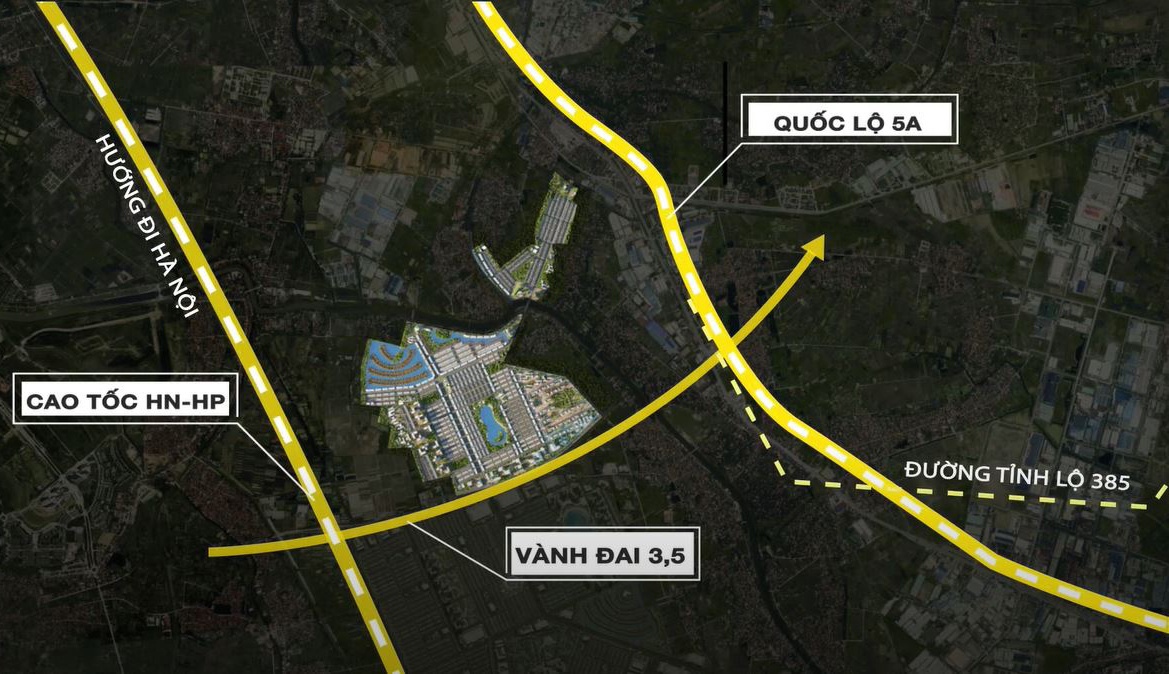 QUỐC LỘ 5A
HƯỚNG ĐI HÀ NỘI
CAO TỐC HN-HP
ĐƯỜNG TỈNH LỘ 385
VÀNH ĐAI 3,5